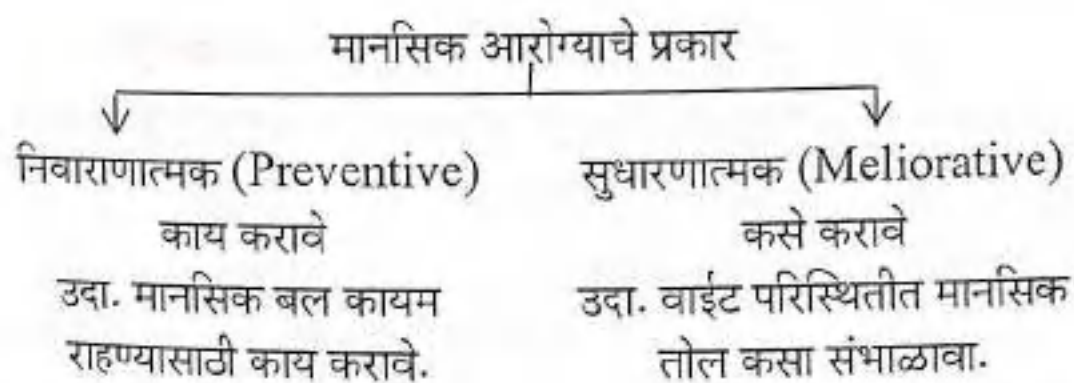 मानसिक आरोग्याचे प्रकार
निवाराणात्मक (Preventive)
काय करावे
उदा. मानसिक बल कायम
राहण्यासाठी काय करावे.
सुधारणात्मक (Meliorative)
कसे करावे
उदा. वाईट परिस्थितीत मानसिक
तोल कसा संभाळावा.